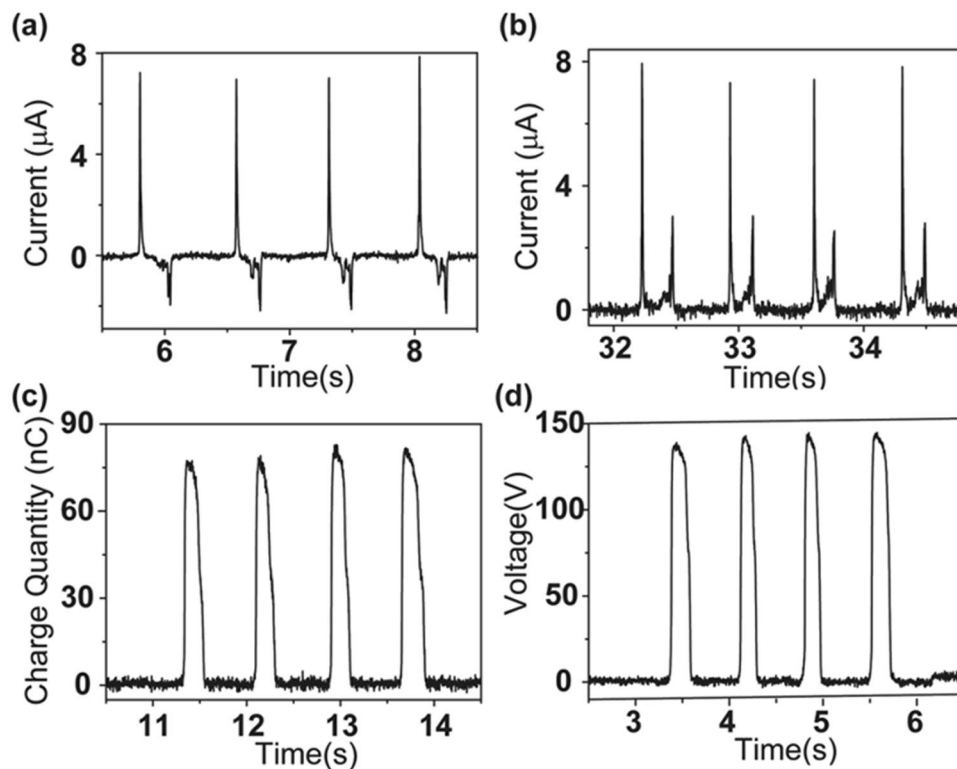 (a)
Current (μA)
8
4
0
6
7
8
Time(s)
(b)
Current (μA)
8
4
0
32
33
34
Time(s)
(c)
Charge Quantity (nC)
90
60
30
0
11
12
13
14
Time(s)
(d)
Voltage(V)
150
100
50
0
3
4
5
6
Time(s)